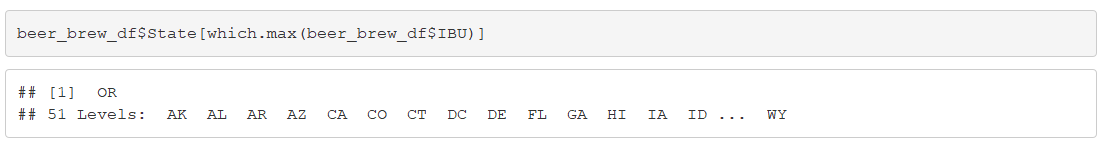 beer_brew_df$State[which.max(beer_brew_df$IBU)]
## [1]  OR
## 51 Levels:  AK  AL  AR  AZ  CA  CO  CT  DC  DE  FL  GA  HI  IA  ID ...  WY